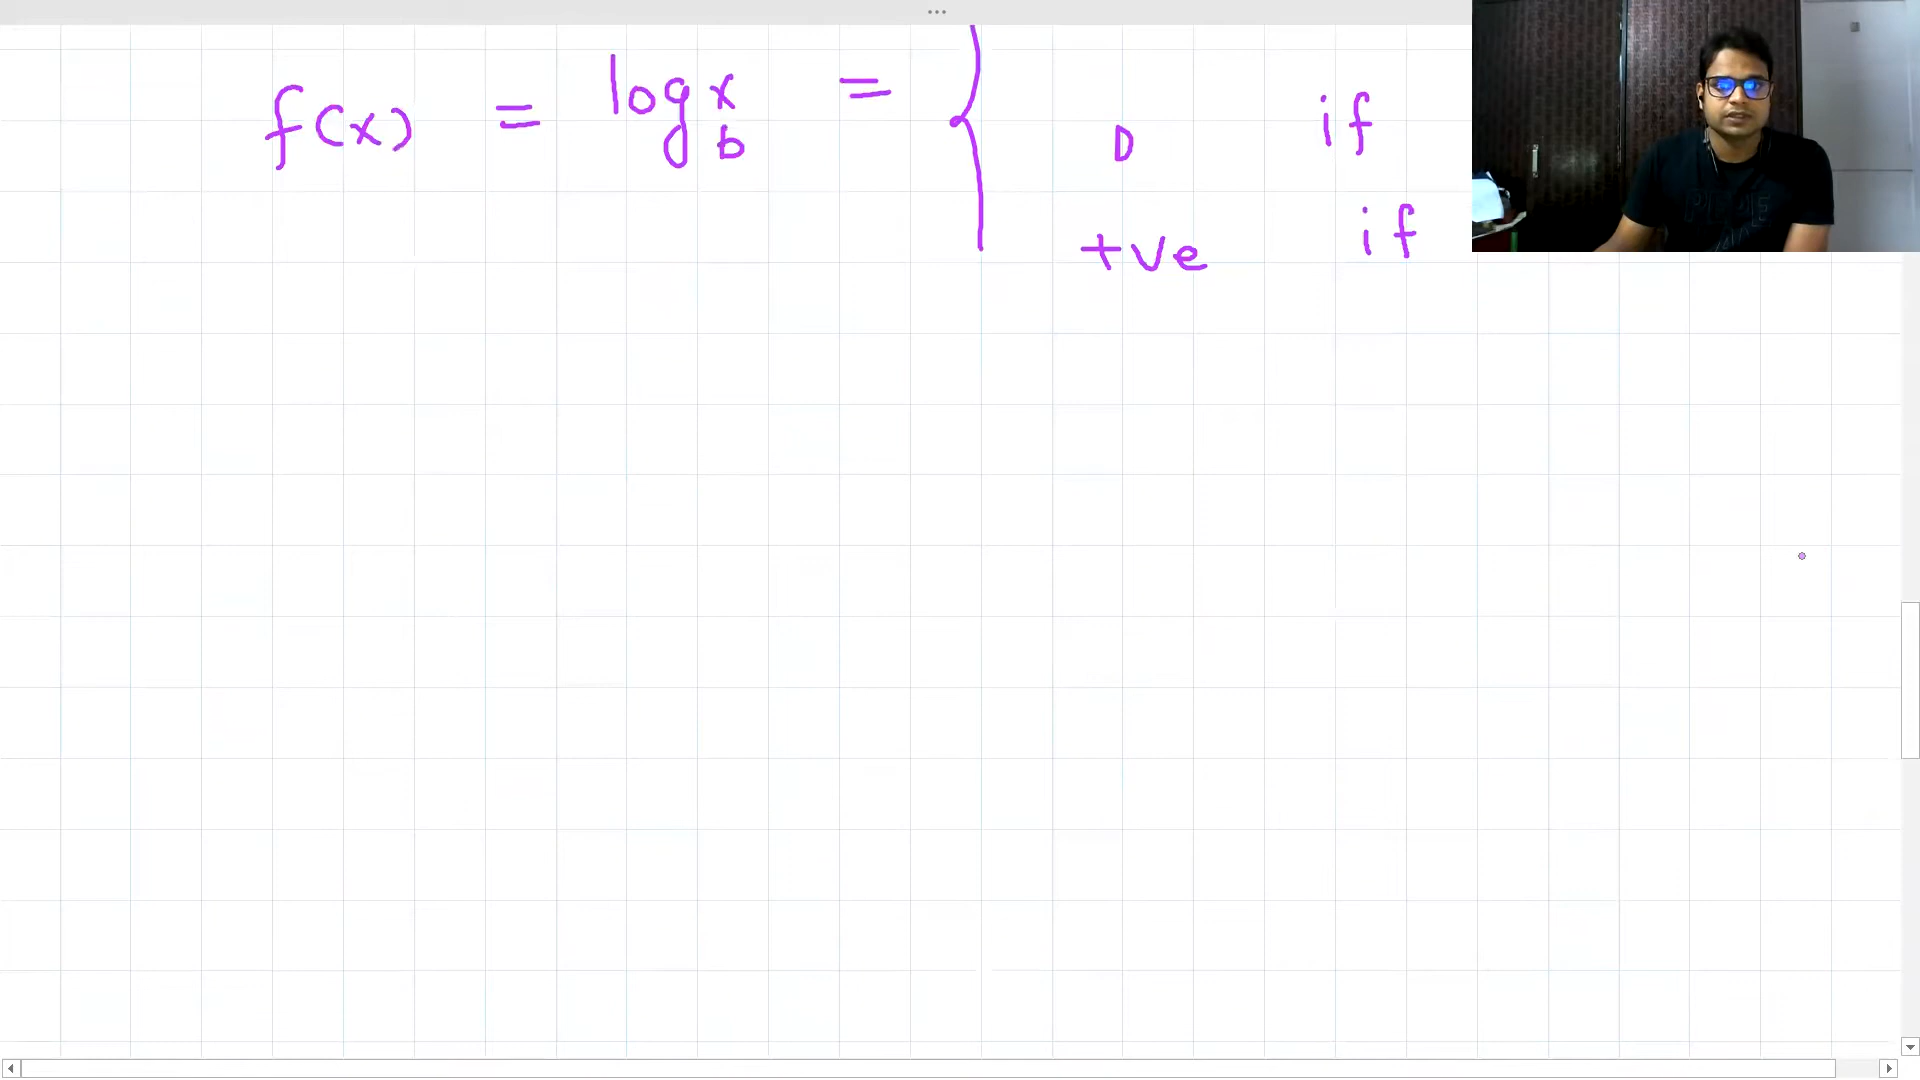 f(x) = log_b x = {
0 if
+ve if